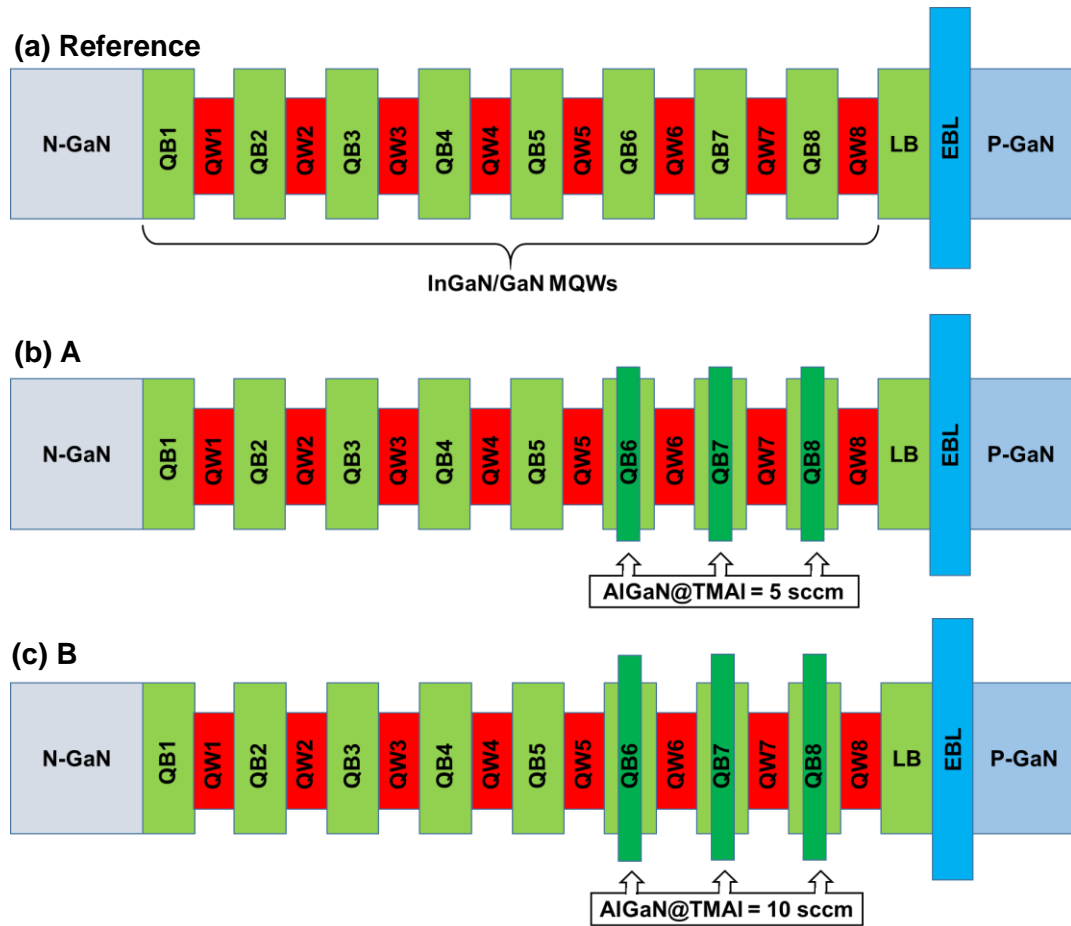 (a) Reference
N-GaN QB1 QW1 QB2 QW2 QB3 QW3 QB4 QW4 QB5 QW5 QB6 QW6 QB7 QW7 QB8 QW8 LB EBL P-GaN
InGaN/GaN MQWs
(b) A
N-GaN QB1 QW1 QB2 QW2 QB3 QW3 QB4 QW4 QB5 QW5 QB6 QW6 QB7 QW7 QB8 QW8 LB EBL P-GaN
AlGaN@TMAl = 5 sccm
(c) B
N-GaN QB1 QW1 QB2 QW2 QB3 QW3 QB4 QW4 QB5 QW5 QB6 QW6 QB7 QW7 QB8 QW8 LB EBL P-GaN
AlGaN@TMAl = 10 sccm